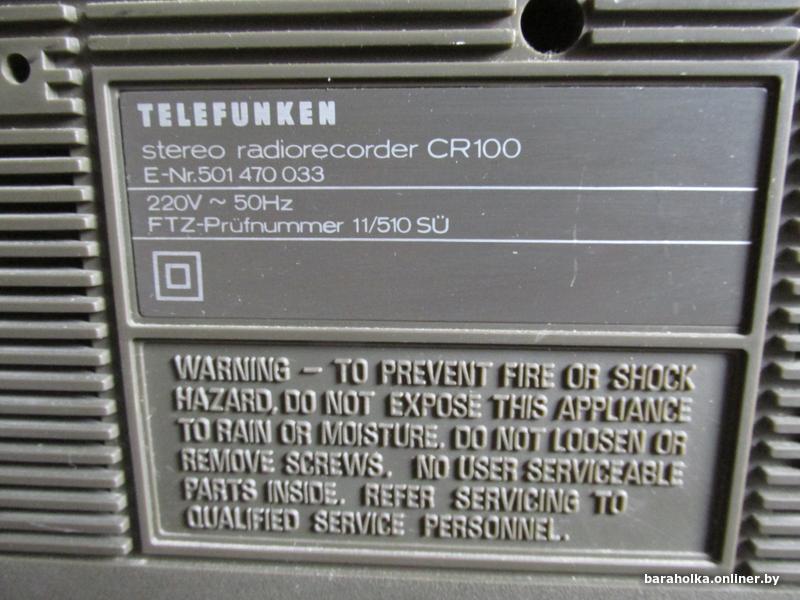 TELEFUNKEN
stereo radiorecorder CR100
E-Nr.501 470 033
220V ~ 50Hz
FTZ-Prüfnummer 11/510 SÜ
WARNING – TO PREVENT FIRE OR SHOCK
HAZARD, DO NOT EXPOSE THIS APPLIANCE
TO RAIN OR MOISTURE. DO NOT LOOSEN OR
REMOVE SCREWS. NO USER SERVICEABLE
PARTS INSIDE. REFER SERVICING TO
QUALIFIED SERVICE PERSONNEL.
baraholka.onliner.by